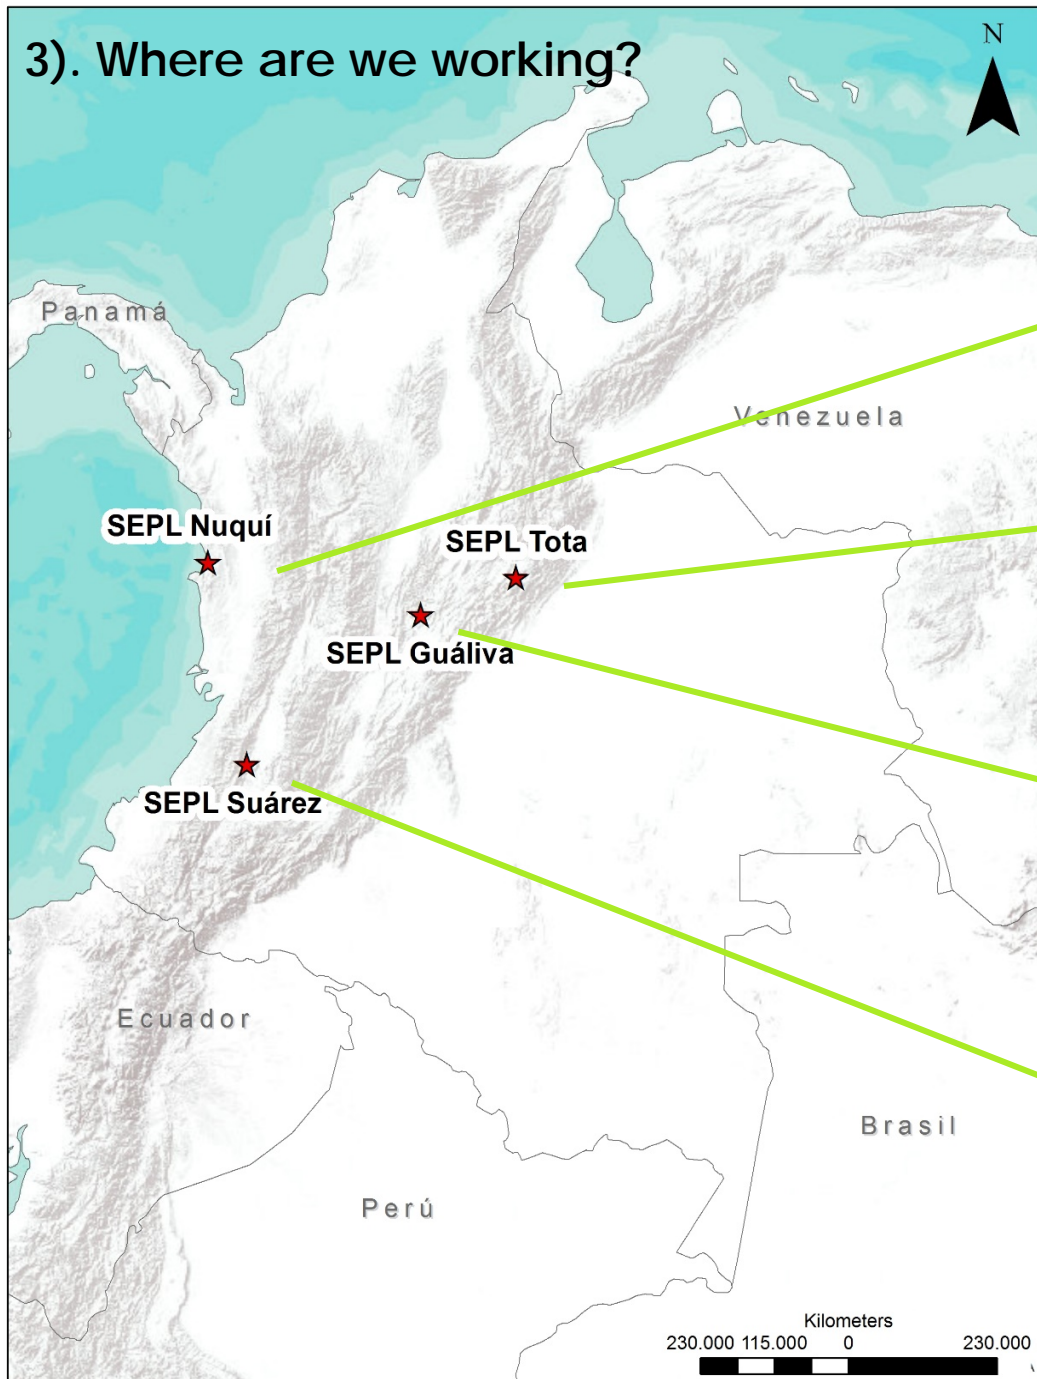 3). Where are we working?
N
Panamá
Venezuela
SEPL Nuquí
SEPL Tota
SEPL Guáliva
SEPL Suárez
Ecuador
Brasil
Perú
Kilometers
230.000 115.000 0 230.000